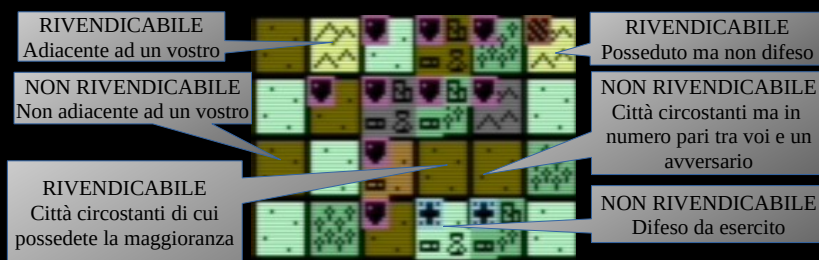 RIVENDICABILE
Adiacente ad un vostro
NON RIVENDICABILE
Non adiacente ad un vostro
RIVENDICABILE
Città circostanti di cui
possedete la maggioranza
RIVENDICABILE
Posseduto ma non difeso
NON RIVENDICABILE
Città circostanti ma in
numero pari tra voi e un
avversario
NON RIVENDICABILE
Difeso da esercito